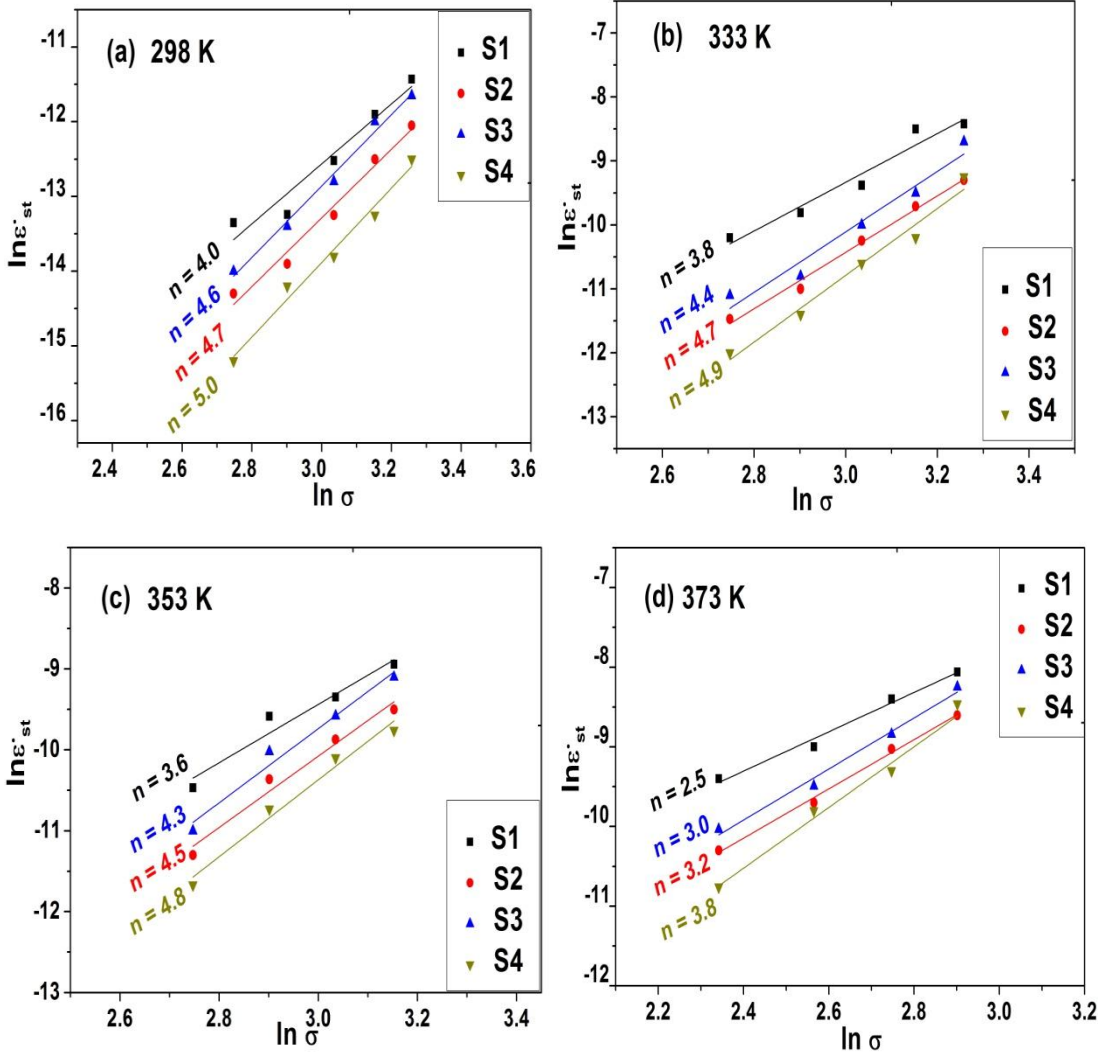 (a) 298 K
S1
S2
S3
S4
-11
-12
-13
-14
-15
-16
lnε˙st
n = 4.0
n = 4.6
n = 4.7
n = 5.0
2.4 2.6 2.8 3.0 3.2 3.4 3.6
ln σ
(b) 333 K
S1
S2
S3
S4
-7
-8
-9
-10
-11
-12
-13
lnε˙st
n = 3.8
n = 4.4
n = 4.7
n = 4.9
2.6 2.8 3.0 3.2 3.4
ln σ
(c) 353 K
S1
S2
S3
S4
-8
-9
-10
-11
-12
-13
lnε˙st
n = 3.6
n = 4.3
n = 4.5
n = 4.8
2.6 2.8 3.0 3.2 3.4
ln σ
(d) 373 K
S1
S2
S3
S4
-7
-8
-9
-10
-11
-12
lnε˙st
n = 2.5
n = 3.0
n = 3.2
n = 3.8
2.2 2.4 2.6 2.8 3.0 3.2
ln σ